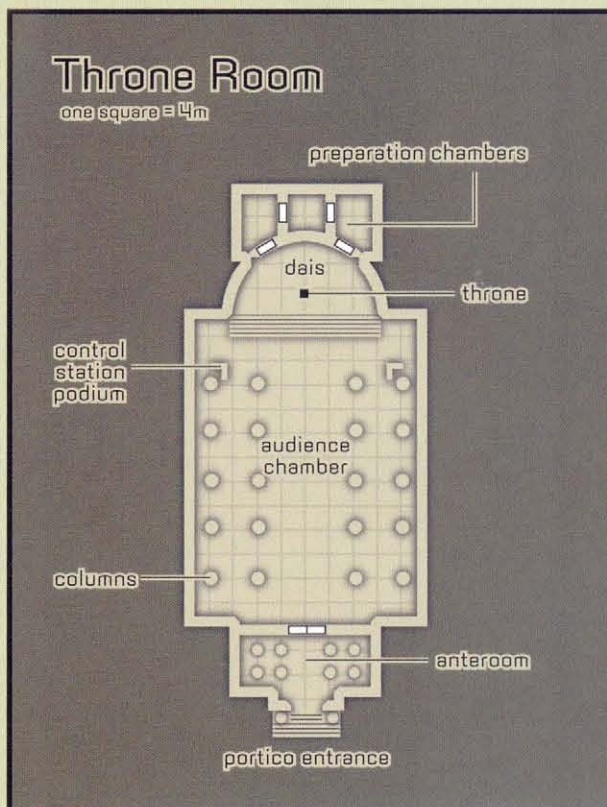 Throne Room
one square = 4m
preparation chambers
dais
throne
control
station
podium
audience
chamber
columns
anteroom
portico entrance